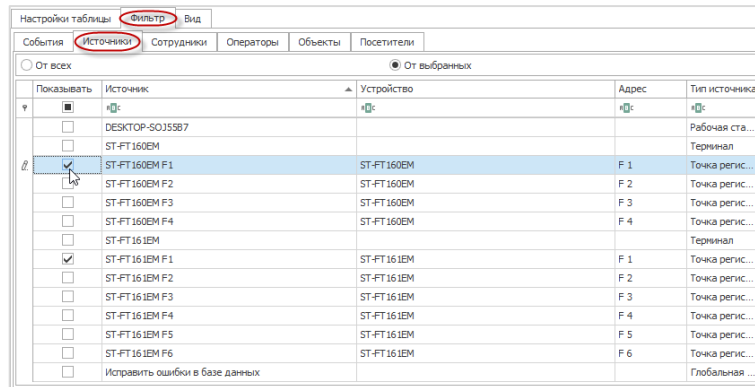 Настройки таблицы Фильтр Вид
События Источники Сотрудники Операторы Объекты Посетители
От всех От выбранных
Показывать Источник Устройство Адрес Тип источника
DESKTOP-SOJ55B7 Рабочая ста...
ST-FT160EM Терминал
ST-FT160EM F1 ST-FT160EM F 1 Точка регис...
ST-FT160EM F2 ST-FT160EM F 2 Точка регис...
ST-FT160EM F3 ST-FT160EM F 3 Точка регис...
ST-FT160EM F4 ST-FT160EM F 4 Точка регис...
ST-FT161EM Терминал
ST-FT161EM F1 ST-FT161EM F 1 Точка регис...
ST-FT161EM F2 ST-FT161EM F 2 Точка регис...
ST-FT161EM F3 ST-FT161EM F 3 Точка регис...
ST-FT161EM F4 ST-FT161EM F 4 Точка регис...
ST-FT161EM F5 ST-FT161EM F 5 Точка регис...
ST-FT161EM F6 ST-FT161EM F 6 Точка регис...
Исправить ошибки в базе данных Глобальная ...